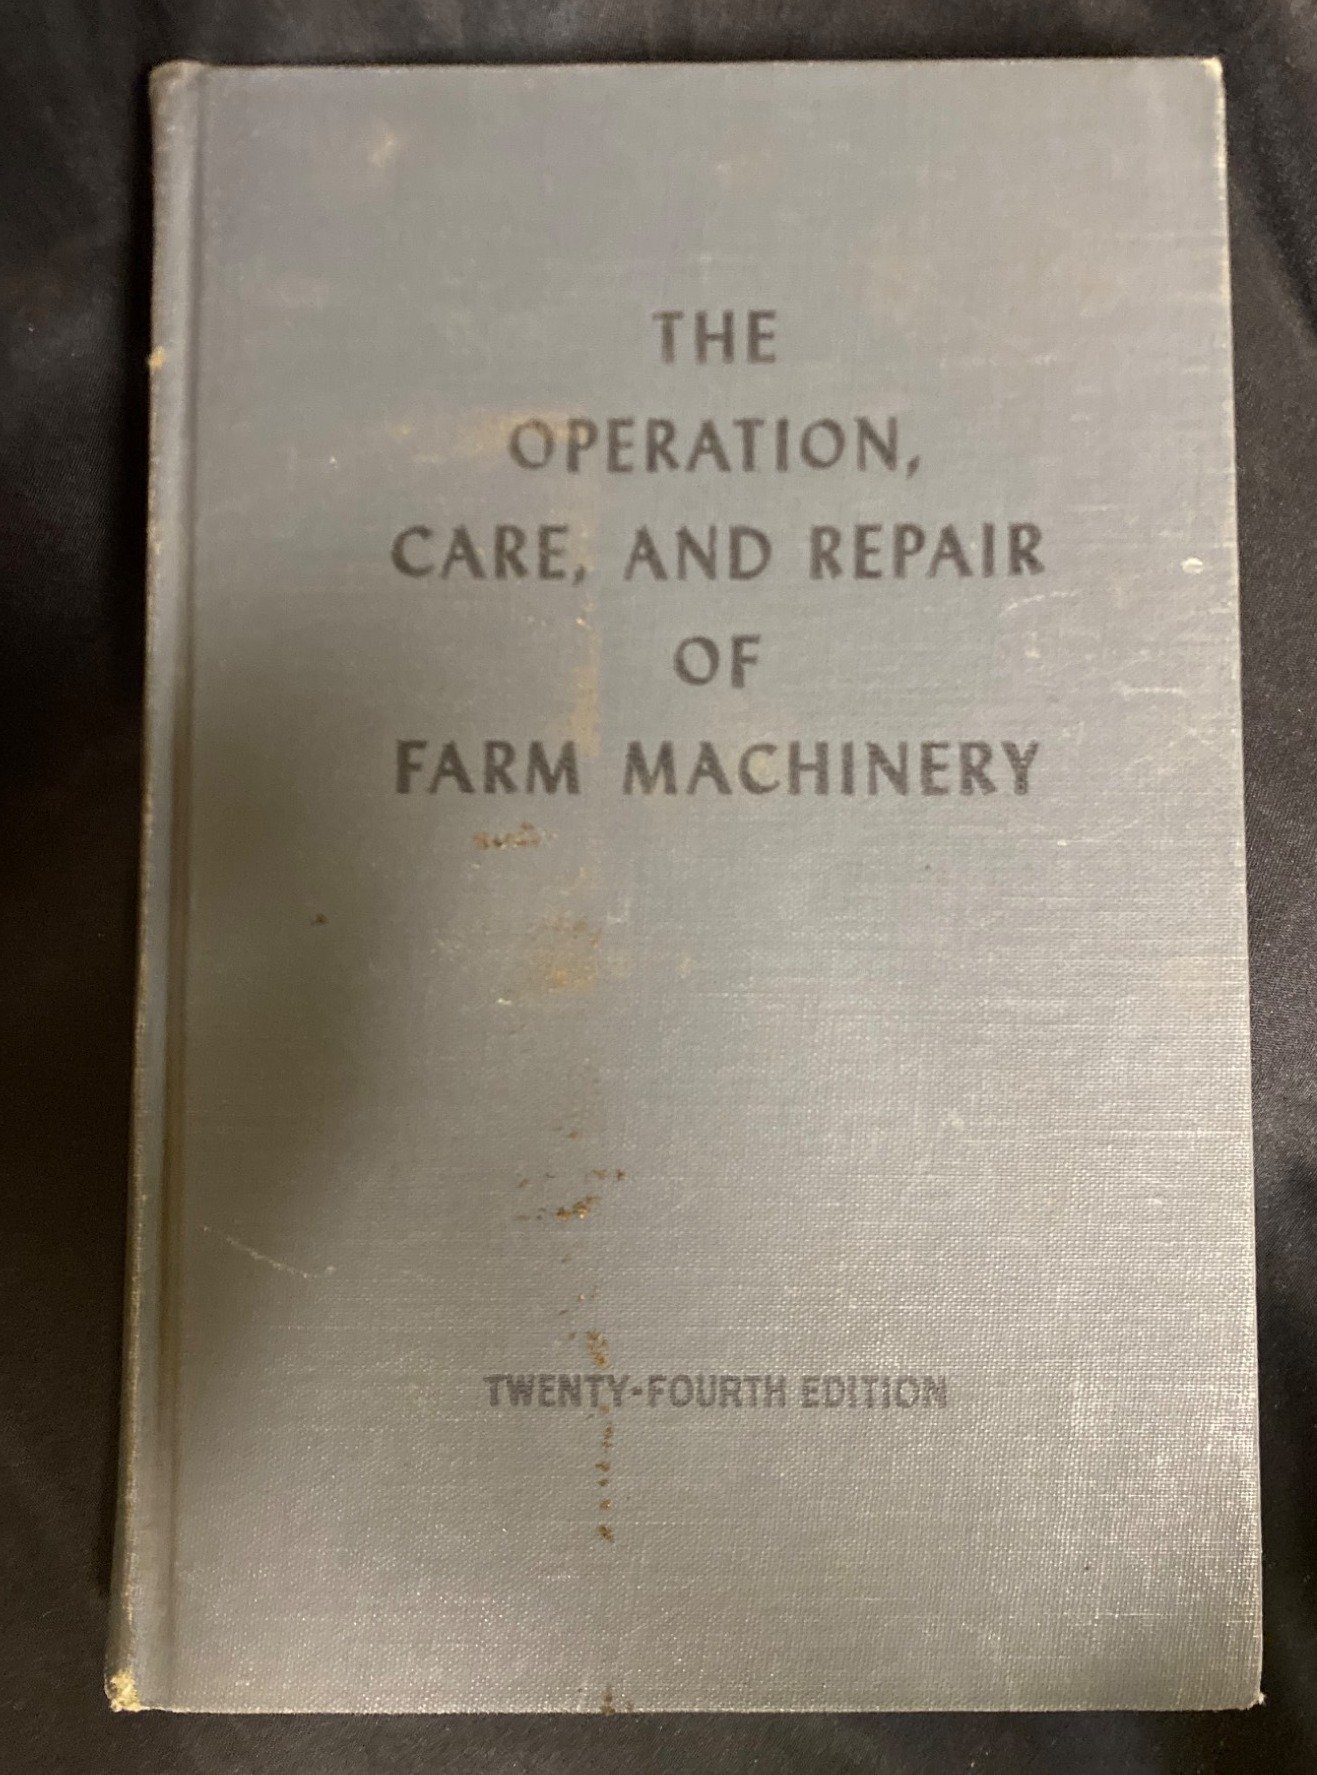 THE
OPERATION,
CARE, AND REPAIR
OF
FARM MACHINERY
TWENTY-FOURTH EDITION